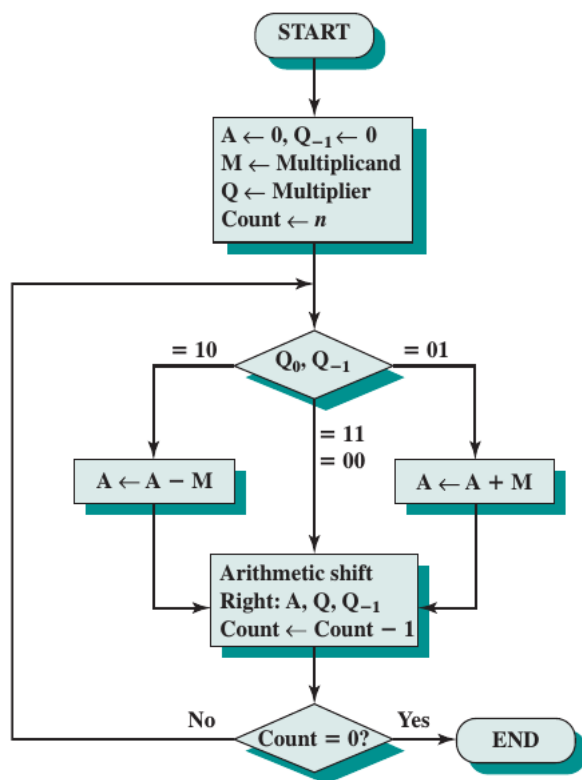 START
A ← 0, Q₋₁ ← 0
M ← Multiplicand
Q ← Multiplier
Count ← n
= 10
Q₀, Q₋₁
= 01
= 11
= 00
A ← A − M
A ← A + M
Arithmetic shift
Right: A, Q, Q₋₁
Count ← Count − 1
No
Count = 0?
Yes
END